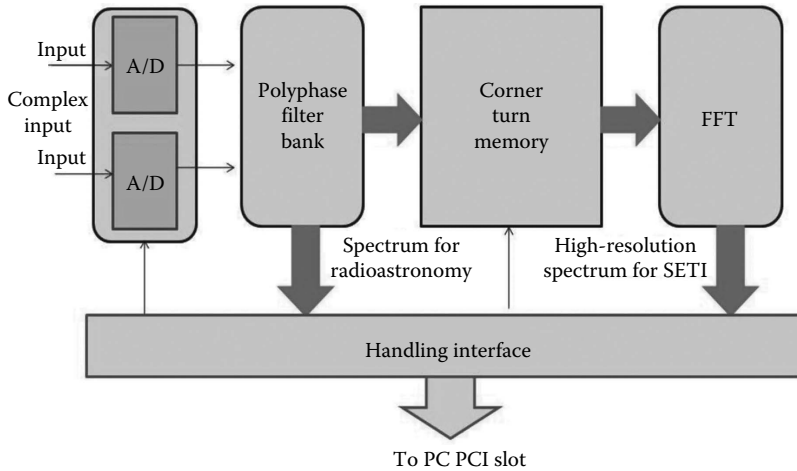 Input
Complex
input
Input
A/D
A/D
Polyphase
filter
bank
Corner
turn
memory
FFT
Spectrum for
radioastronomy
High-resolution
spectrum for SETI
Handling interface
To PC PCI slot